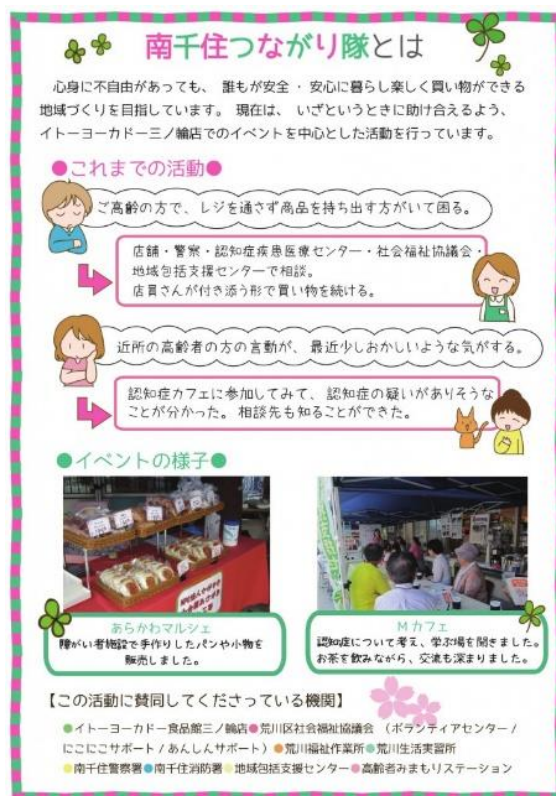 南千住つながり隊とは
心身に不自由があっても、 誰もが安全・安心に暮らし楽しく買い物ができる
地域づくりを目指しています。 現在は、 いざというときに助け合えるよう、
イトーヨーカドー三ノ輪店でのイベントを中心とした活動を行っています。
●これまでの活動●
ご高齢の方で、レジを通さず商品を持ち出す方がいて困る。
店舗・警察・認知症疾患医療センター・社会福祉協議会・
地域包括支援センターで相談。
店員さんが付き添う形で買い物を続ける。
近所の高齢者の方の言動が、 最近少しおかしいような気がする。
認知症カフェに参加してみて、 認知症の疑いがありそうな
ことが分かった。 相談先も知ることができた。
●イベントの様子●
あらかわマルシェ
障がい者施設で手作りしたパンや小物を
販売しました。
Mカフェ
認知症について考え、学ぶ場を開きました。
お茶を飲みながら、交流も深まりました。
【この活動に賛同してくださっている機関】
●イトーヨーカドー食品館三ノ輪店●荒川区社会福祉協議会 (ボランティアセンター/
にこにこサポート/あんしんサポート)●荒川福祉作業所●荒川生活実習所
●南千住警察署●南千住消防署●地域包括支援センター●高齢者みまもりステーション